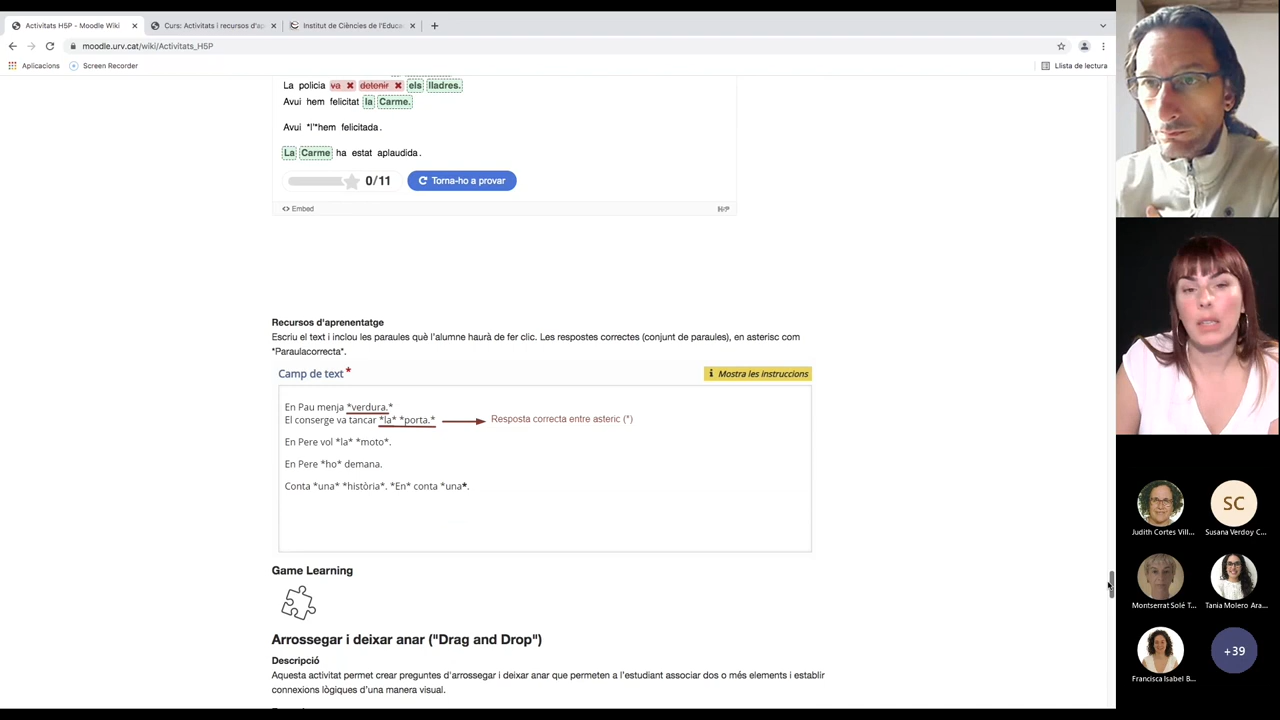 Activitats H5P - Moodle Wiki
Curs: Activitats i recursos d'ap
Institut de Ciències de l'Educa
moodle.urv.cat/wiki/Activitats_H5P
Aplicacions
Screen Recorder
Llista de lectura
La policia va detenir els lladres.
Avui hem felicitat la Carme.
Avui *l'*hem felicitada.
La Carme ha estat aplaudida.
0/11
Torna-ho a provar
<> Embed
H5P
Recursos d'aprenentatge
Escriu el text i inclou les paraules què l'alumne haurà de fer clic. Les respostes correctes (conjunt de paraules), en asterisc com
*Paraulacorrecta*.
Camp de text *
Mostra les instruccions
En Pau menja *verdura.*
El conserge va tancar *la* *porta.*
Resposta correcta entre asteric (*)
En Pere vol *la* *moto*.
En Pere *ho* demana.
Conta *una* *història*. *En* conta *una*.
Game Learning
Arrossegar i deixar anar ("Drag and Drop")
Descripció
Aquesta activitat permet crear preguntes d'arrossegar i deixar anar que permeten a l'estudiant associar dos o més elements i establir
connexions lògiques d'una manera visual.
SC
Judith Cortes Vill...
Susana Verdoy C...
Montserrat Solé T...
Tania Molero Ara...
+39
Francisca Isabel B...